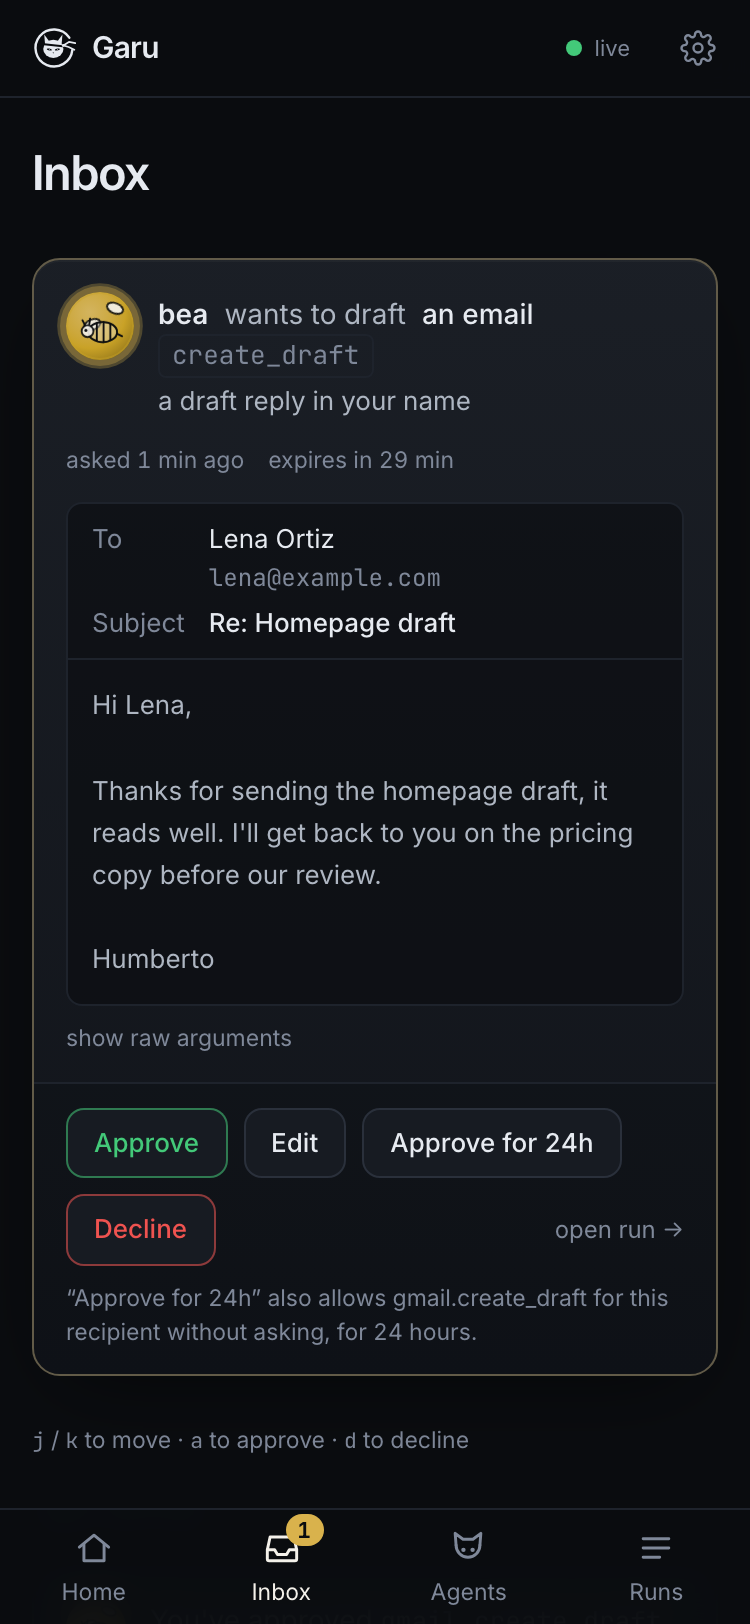 Garu
live
Inbox
bea wants to draft an email
create_draft
a draft reply in your name
asked 1 min ago expires in 29 min
To Lena Ortiz
lena@example.com
Subject Re: Homepage draft
Hi Lena,
Thanks for sending the homepage draft, it
reads well. I'll get back to you on the pricing
copy before our review.
Humberto
show raw arguments
Approve Edit Approve for 24h
Decline open run →
“Approve for 24h” also allows gmail.create_draft for this
recipient without asking, for 24 hours.
j / k to move · a to approve · d to decline
1
Home Inbox Agents Runs